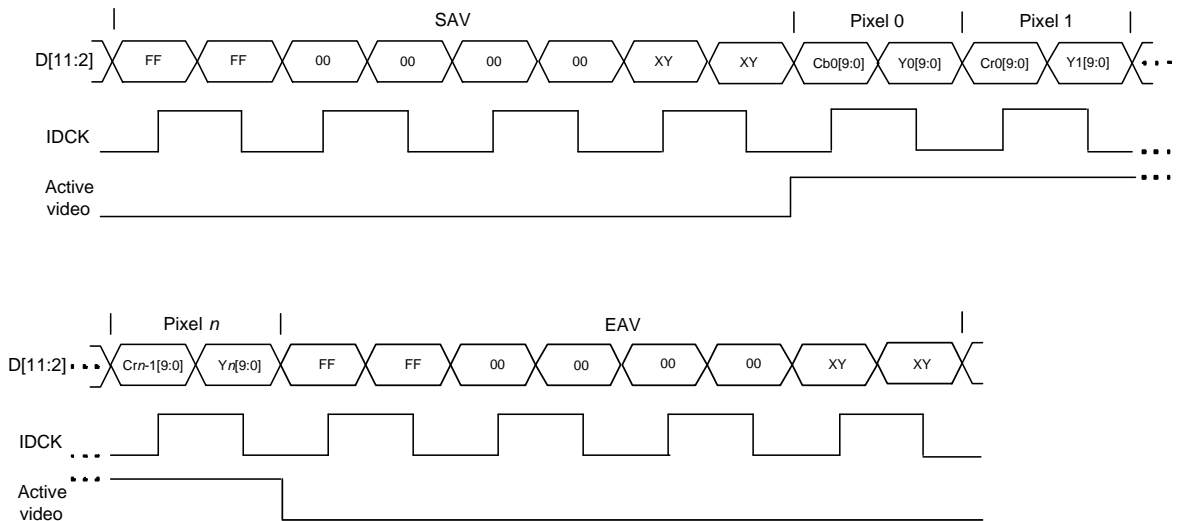 SAV Pixel 0 Pixel 1
D[11:2] FF FF 00 00 00 00 XY XY Cb0[9:0] Y0[9:0] Cr0[9:0] Y1[9:0]
IDCK
Active
video
Pixel n EAV
D[11:2] Crn-1[9:0] Yn[9:0] FF FF 00 00 00 00 XY XY
IDCK
Active
video